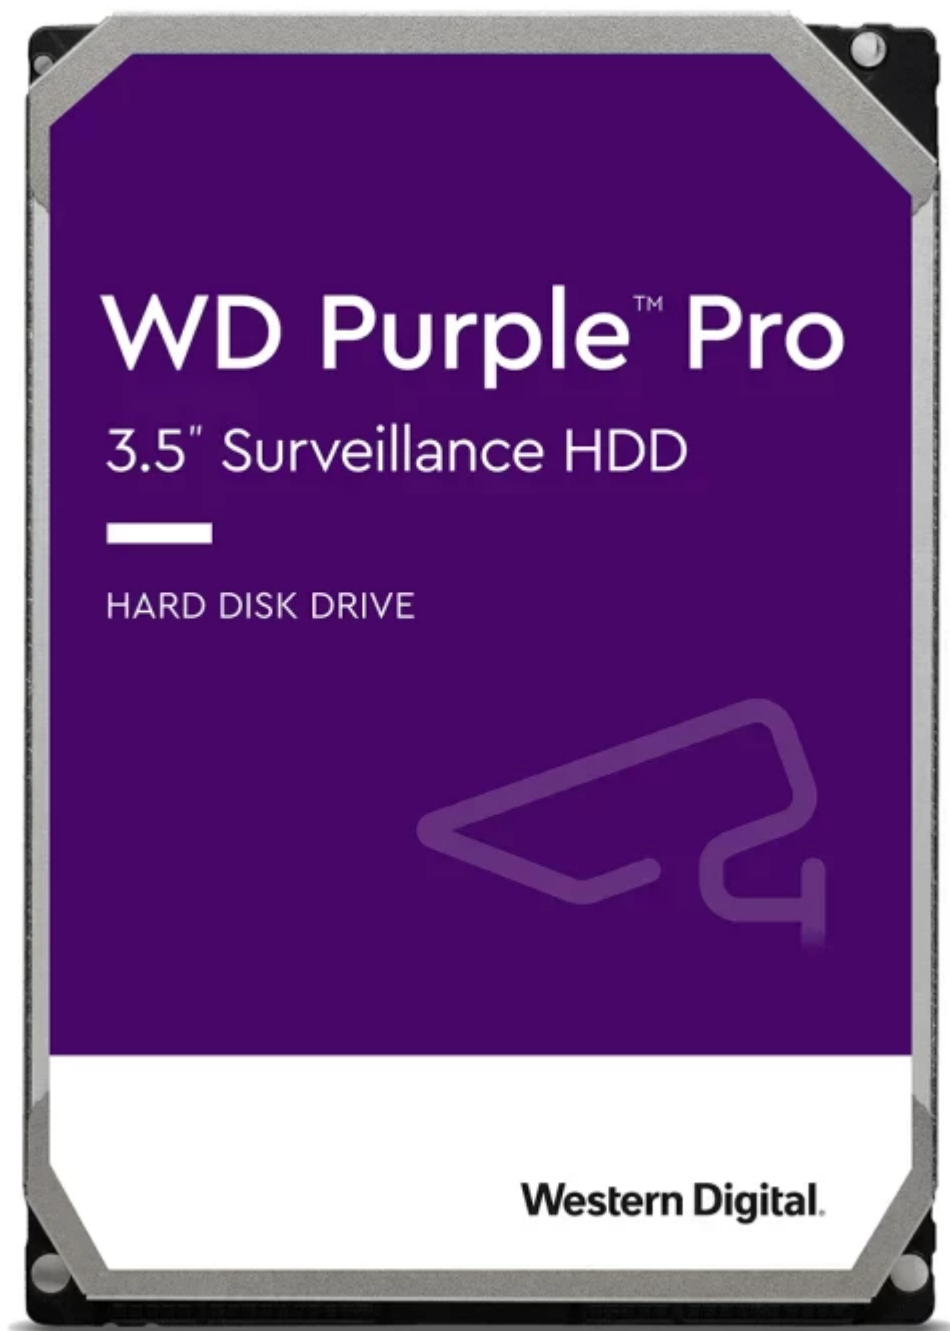 WD Purple™ Pro
3.5" Surveillance HDD
HARD DISK DRIVE
Western Digital.